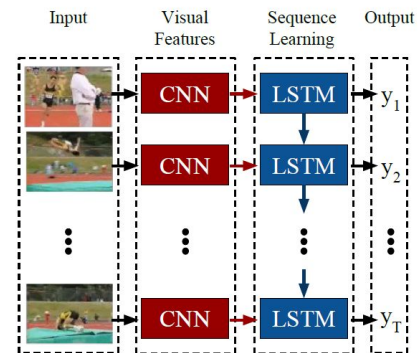 Input
Visual
Features
Sequence
Learning
Output
CNN
LSTM
y1
CNN
LSTM
y2
CNN
LSTM
yT